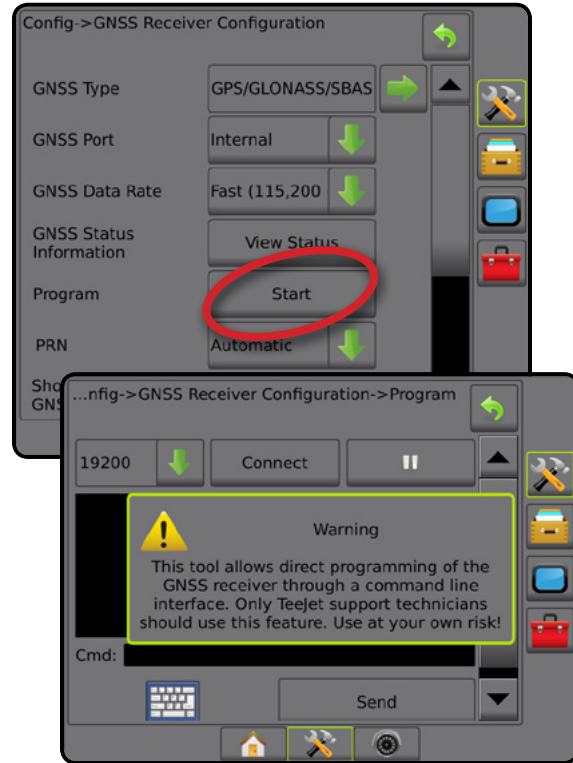 Config->GNSS Receiver Configuration
GNSS Type GPS/GLONASS/SBAS
GNSS Port Internal
GNSS Data Rate Fast (115,200
GNSS Status
Information
View Status
Program Start
PRN Automatic
Sho
GNS
...nfig->GNSS Receiver Configuration->Program
19200 Connect
Warning
This tool allows direct programming of the
GNSS receiver through a command line
interface. Only TeeJet support technicians
should use this feature. Use at your own risk!
Cmd:
Send